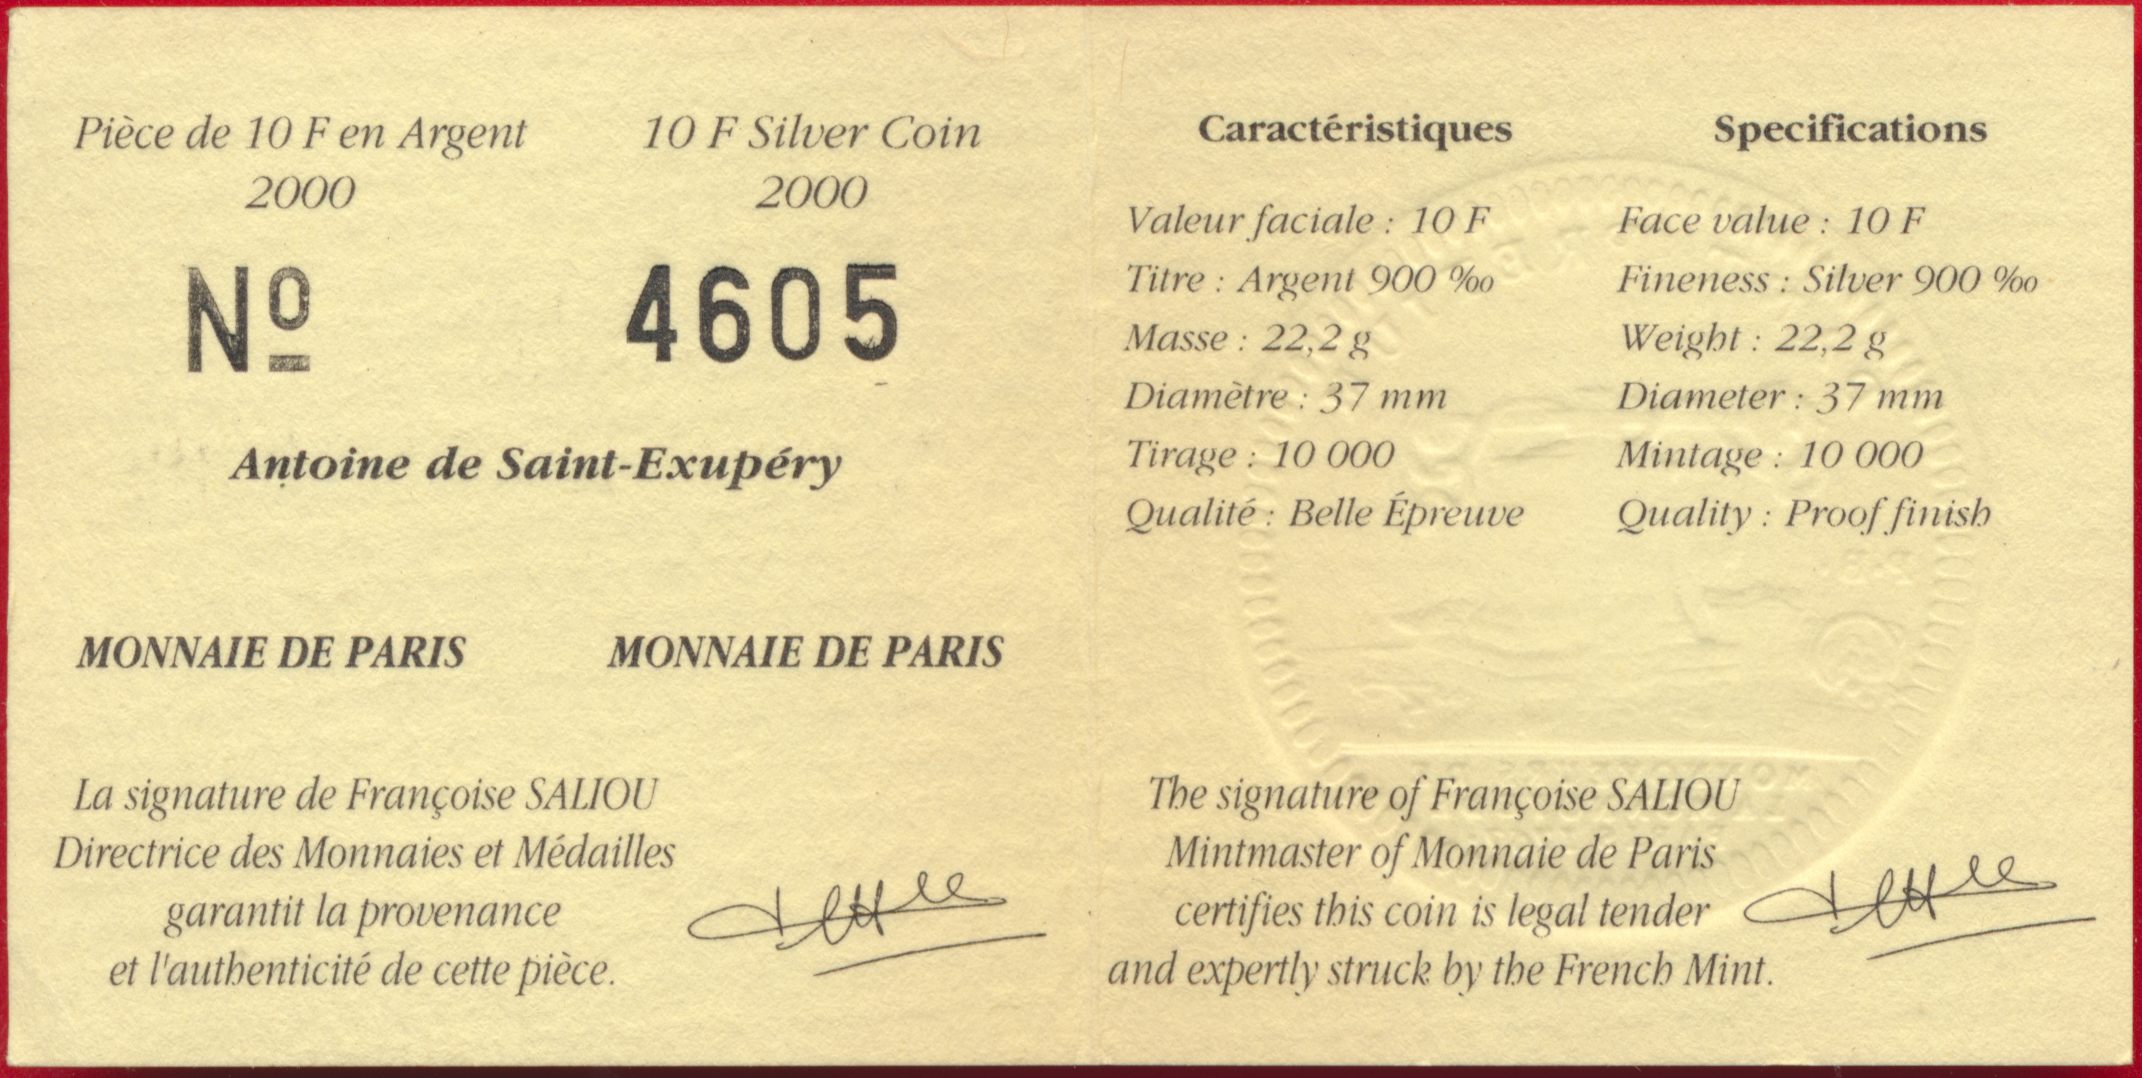 Pièce de 10 F en Argent
2000
10 F Silver Coin
2000
Nº 4605
Antoine de Saint-Exupéry
MONNAIE DE PARIS
MONNAIE DE PARIS
La signature de Françoise SALIOU
Directrice des Monnaies et Médailles
garantit la provenance
et l'authenticité de cette pièce.
Caractéristiques
Valeur faciale : 10 F
Titre : Argent 900 ‰
Masse : 22,2 g
Diamètre : 37 mm
Tirage : 10 000
Qualité : Belle Épreuve
Specifications
Face value : 10 F
Fineness : Silver 900 ‰
Weight : 22,2 g
Diameter : 37 mm
Mintage : 10 000
Quality : Proof finish
The signature of Françoise SALIOU
Mintmaster of Monnaie de Paris
certifies this coin is legal tender
and expertly struck by the French Mint.